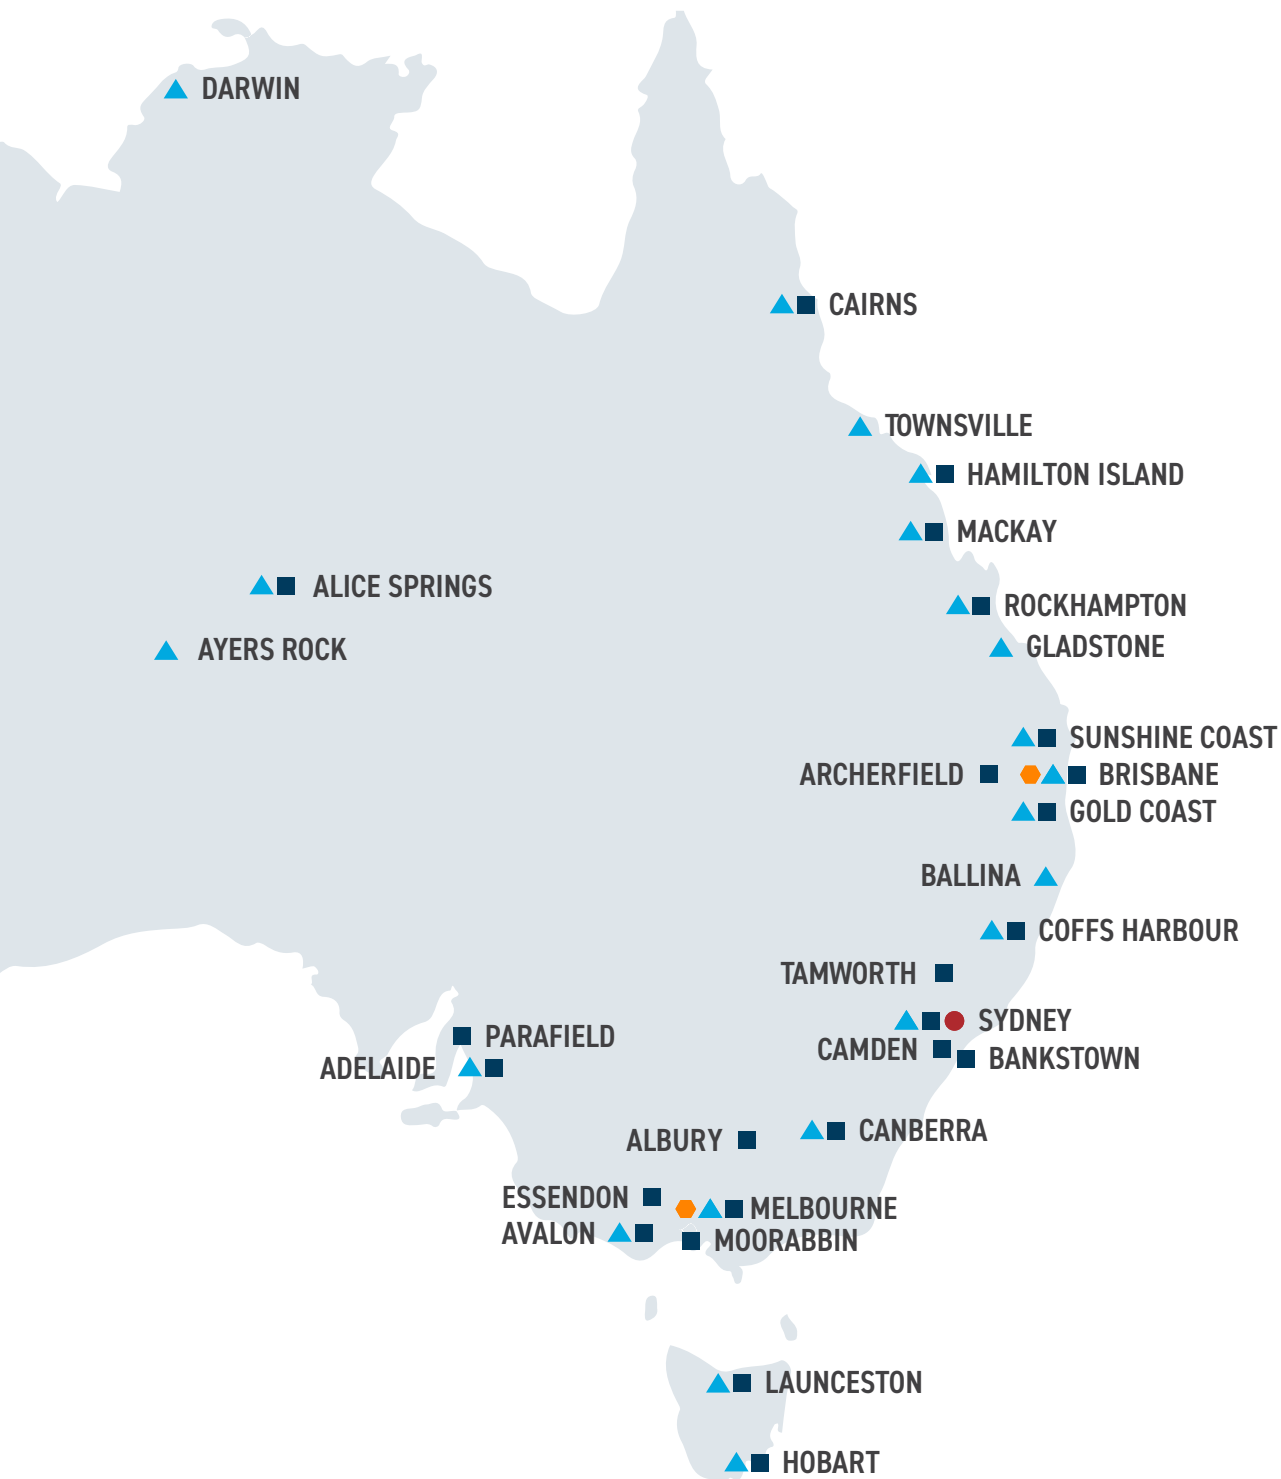 DARWIN
CAIRNS
TOWNSVILLE
HAMILTON ISLAND
MACKAY
ALICE SPRINGS
ROCKHAMPTON
AYERS ROCK
GLADSTONE
SUNSHINE COAST
ARCHERFIELD
BRISBANE
GOLD COAST
BALLINA
COFFS HARBOUR
TAMWORTH
SYDNEY
PARAFIELD
CAMDEN
BANKSTOWN
ADELAIDE
CANBERRA
ALBURY
ESSENDON
MELBOURNE
AVALON
MOORABBIN
LAUNCESTON
HOBART